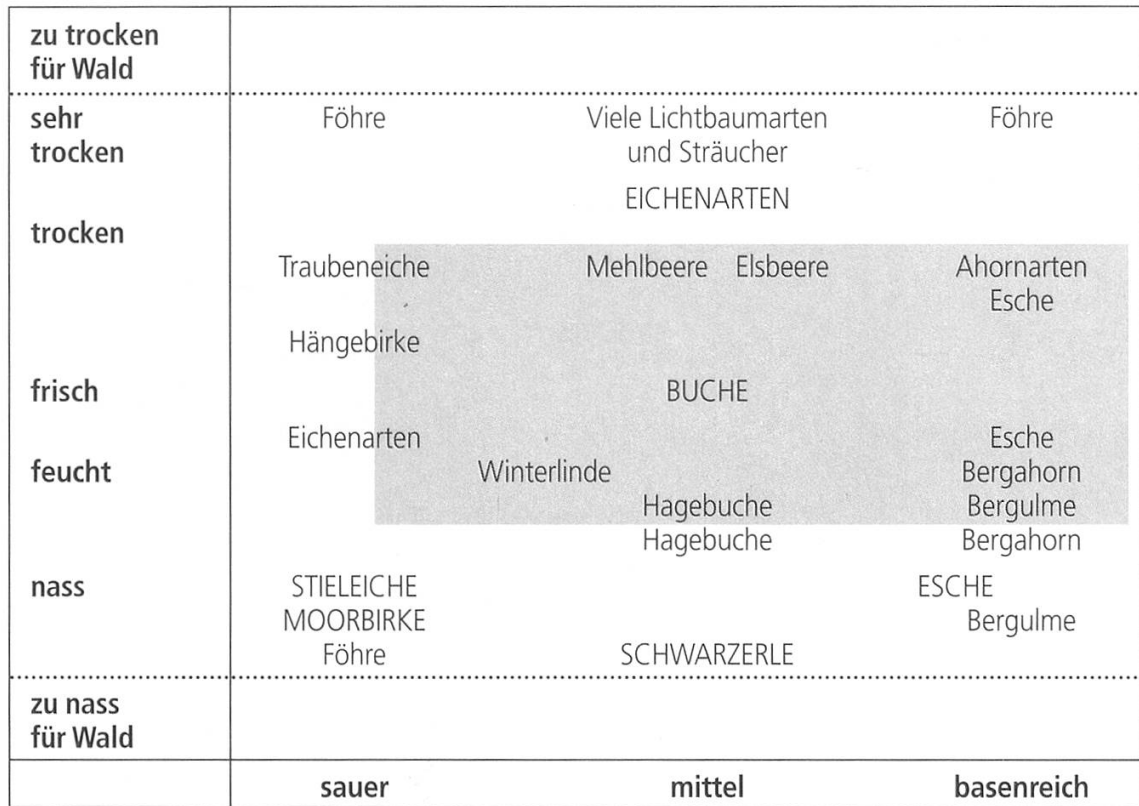 zu trocken
für Wald
sehr Föhre Viele Lichtbaumarten Föhre
trocken und Sträucher
EICHENARTEN
trocken
Traubeneiche Mehlbeere Elsbeere Ahornarten
Esche
Hängebirke
frisch BUCHE
Eichenarten Esche
feucht Winterlinde Bergahorn
Hagebuche Bergulme
Hagebuche Bergahorn
nass STIELEICHE ESCHE
MOORBIRKE Bergulme
Föhre SCHWARZERLE
zu nass
für Wald
sauer mittel basenreich